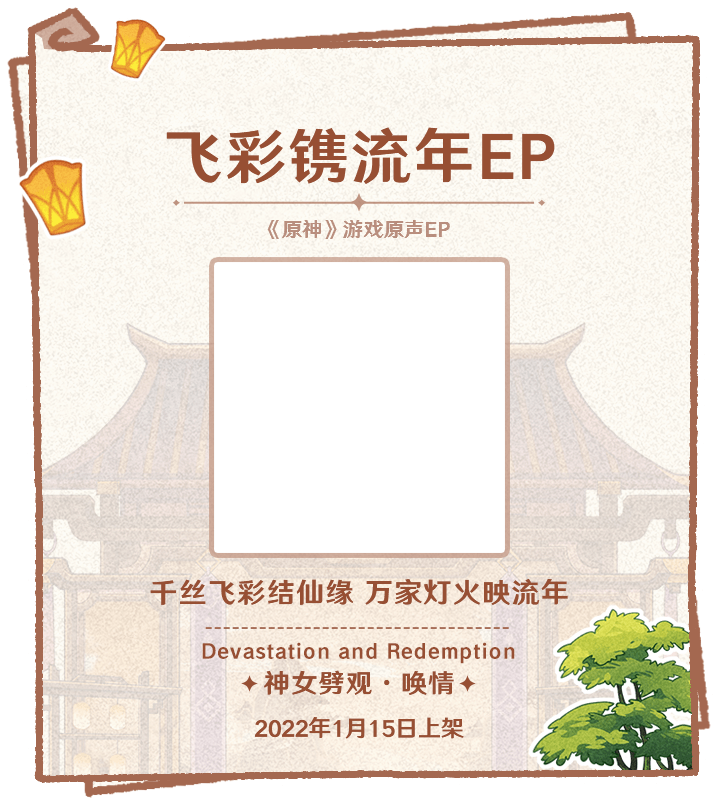 飞彩镌流年EP
《原神》游戏原声EP
千丝飞彩结仙缘 万家灯火映流年
Devastation and Redemption
神女劈观·唤情
2022年1月15日上架